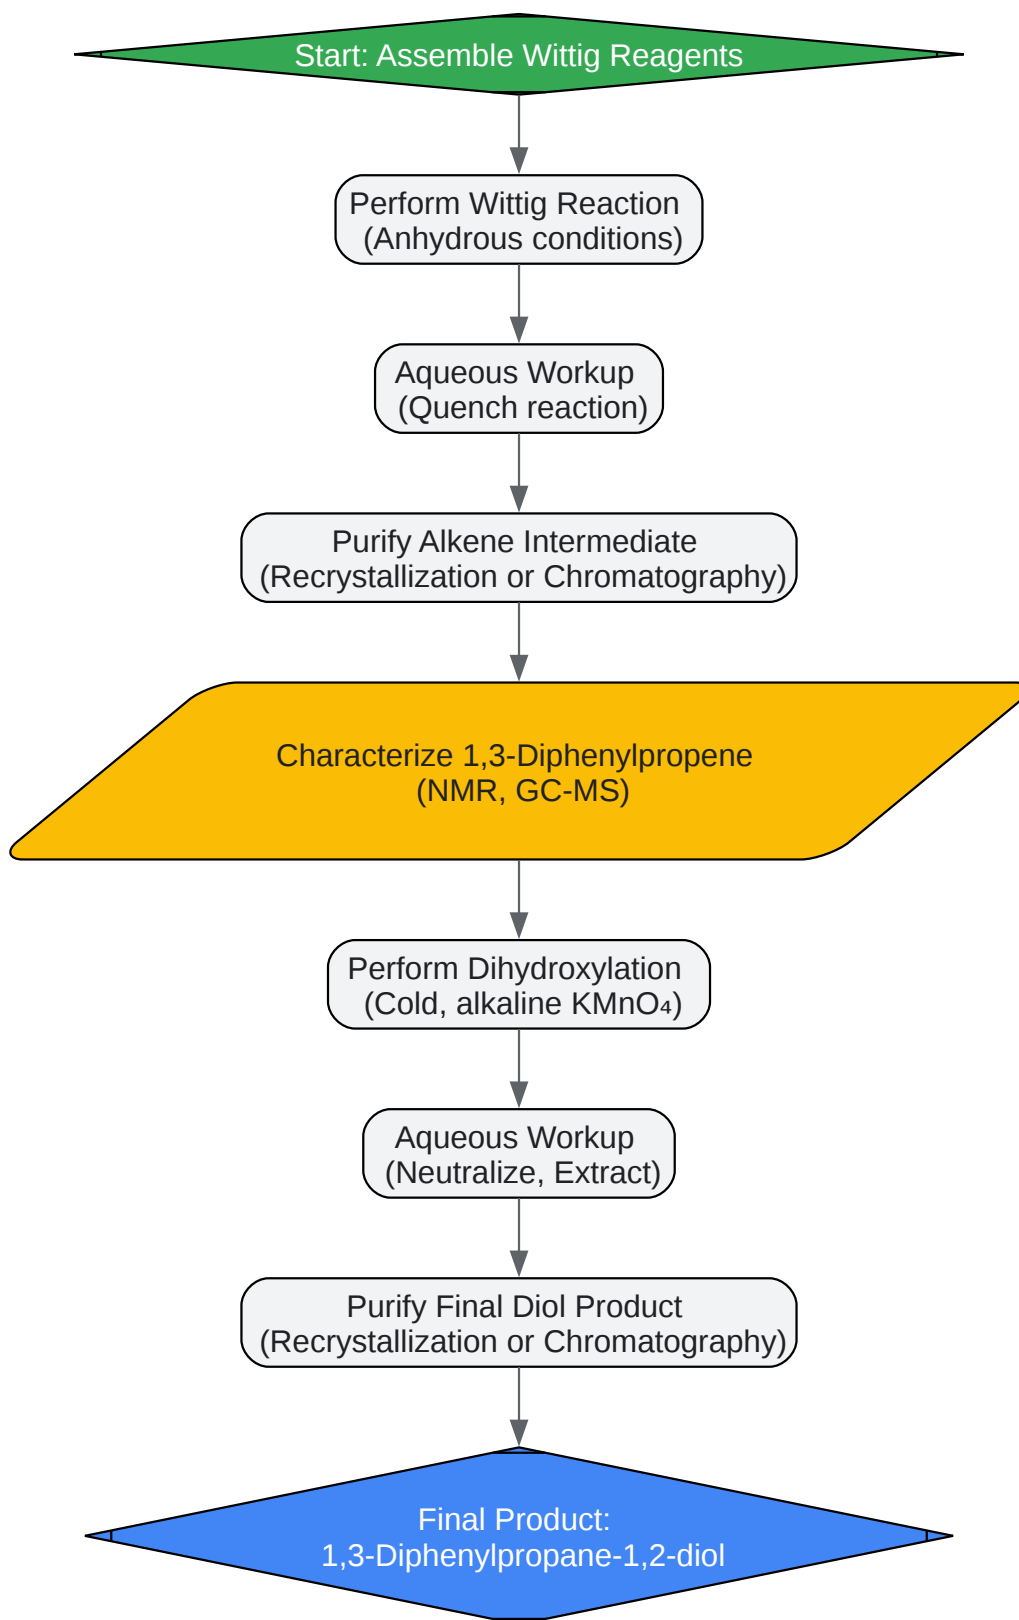 Start: Assemble Wittig Reagents
Perform Wittig Reaction
(Anhydrous conditions)
Aqueous Workup
(Quench reaction)
Purify Alkene Intermediate
(Recrystallization or Chromatography)
Characterize 1,3-Diphenylpropene
(NMR, GC-MS)
Perform Dihydroxylation
(Cold, alkaline KMnO₄)
Aqueous Workup
(Neutralize, Extract)
Purify Final Diol Product
(Recrystallization or Chromatography)
Final Product:
1,3-Diphenylpropane-1,2-diol